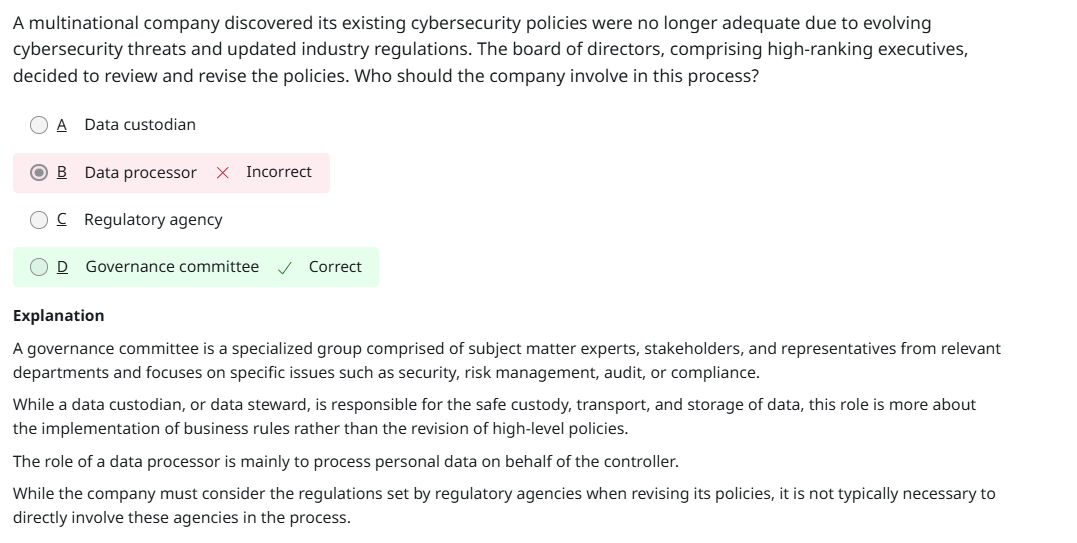 A multinational company discovered its existing cybersecurity policies were no longer adequate due to evolving
cybersecurity threats and updated industry regulations. The board of directors, comprising high-ranking executives,
decided to review and revise the policies. Who should the company involve in this process?
A Data custodian
B Data processor × Incorrect
C Regulatory agency
D Governance committee ✓ Correct
Explanation
A governance committee is a specialized group comprised of subject matter experts, stakeholders, and representatives from relevant
departments and focuses on specific issues such as security, risk management, audit, or compliance.
While a data custodian, or data steward, is responsible for the safe custody, transport, and storage of data, this role is more about
the implementation of business rules rather than the revision of high-level policies.
The role of a data processor is mainly to process personal data on behalf of the controller.
While the company must consider the regulations set by regulatory agencies when revising its policies, it is not typically necessary to
directly involve these agencies in the process.